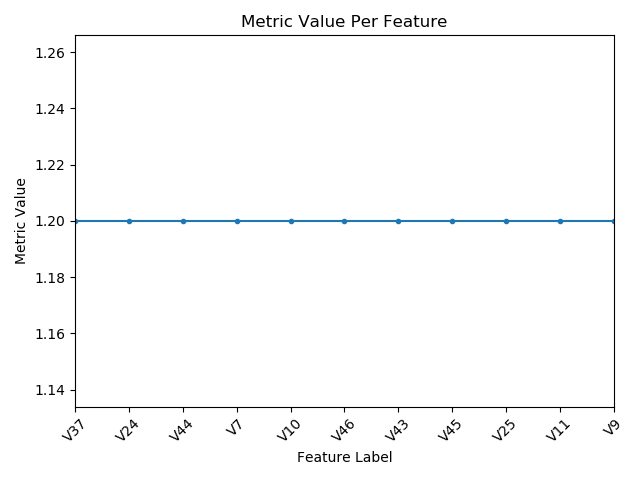 Metric Value Per Feature
1.26
1.24
1.22
1.20
1.18
1.16
1.14
Metric Value
V37
V24
V44
V7
V10
V46
V43
V45
V25
V11
V9
Feature Label